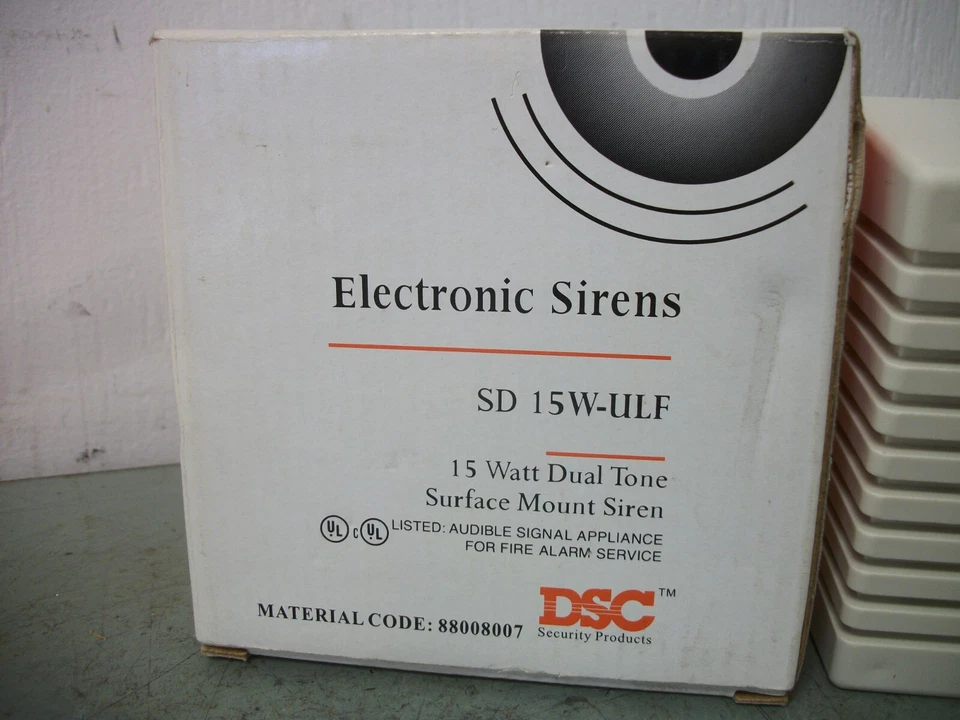 Electronic Sirens
SD 15W-ULF
15 Watt Dual Tone
Surface Mount Siren
UL c UL LISTED: AUDIBLE SIGNAL APPLIANCE
FOR FIRE ALARM SERVICE
DSC™
Security Products
MATERIAL CODE: 88008007